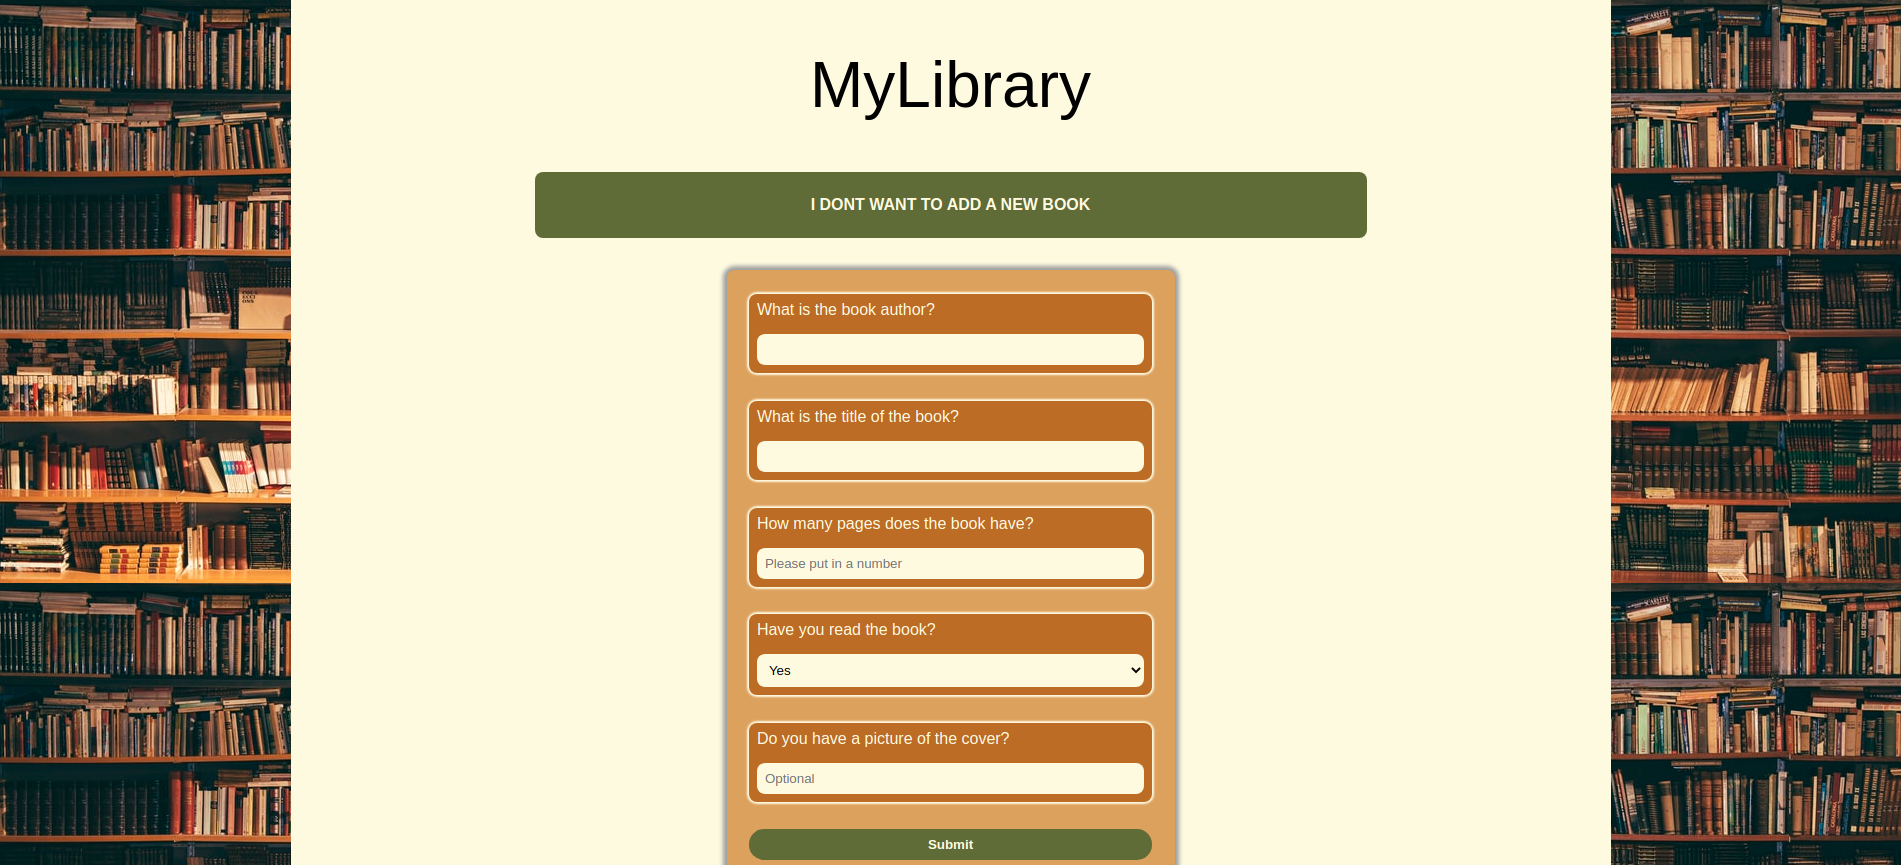 MyLibrary
I DONT WANT TO ADD A NEW BOOK
What is the book author?
What is the title of the book?
How many pages does the book have?
Please put in a number
Have you read the book?
Yes
Do you have a picture of the cover?
Optional
Submit